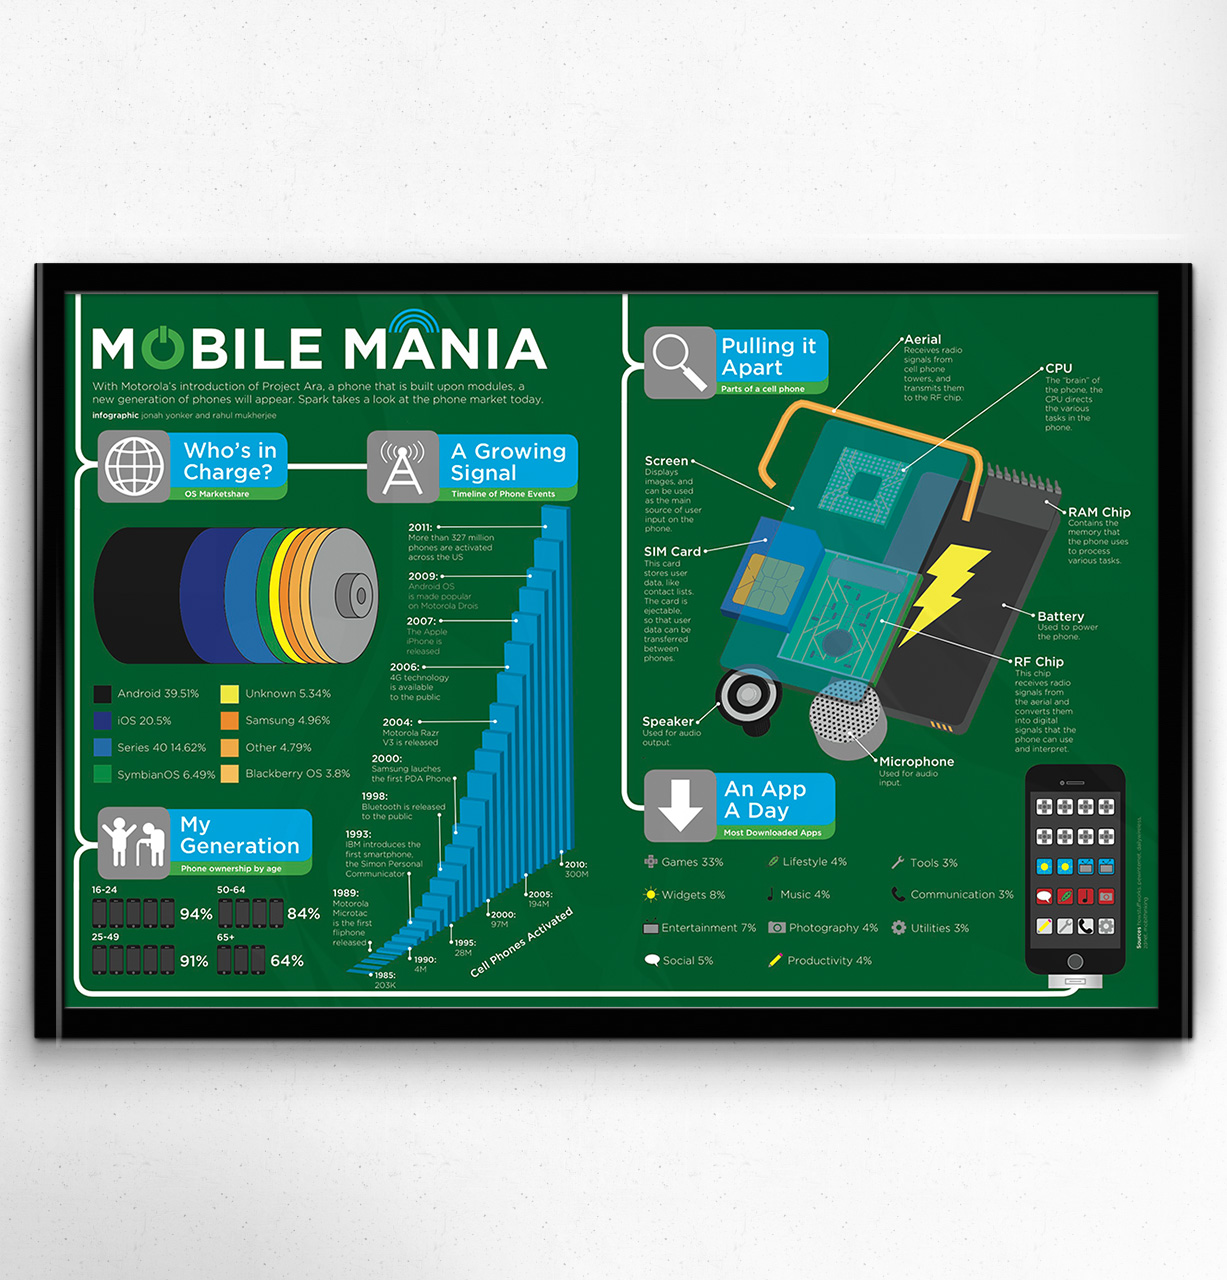 MOBILE MANIA
With Motorola's introduction of Project Ara, a phone that is built upon modules, a
new generation of phones will appear. Spark takes a look at the phone market today.
infographic jonah yonker and rahul mukherjee
Who's in
Charge?
OS Marketshare
Android 39.51%
iOS 20.5%
Series 40 14.62%
SymbianOS 6.49%
Unknown 5.34%
Samsung 4.96%
Other 4.79%
Blackberry OS 3.8%
My
Generation
Phone ownership by age
16-24
94%
50-64
84%
25-49
91%
65+
64%
A Growing
Signal
Timeline of Phone Events
2011:
More than 327 million
phones are activated
across the US
2009:
Android OS
is made popular
on Motorola Drois
2007:
The Apple
iPhone is
released
2006:
4G technology
is available
to the public
2004:
Motorola Razr
V3 is released
2000:
Samsung lauches
the first PDA Phone
1998:
Bluetooth is released
to the public
1993:
IBM introduces the
first smartphone,
the Simon Personal
Communicator
1989:
Motorola
Microtac
is the first
fliphone
released
1985:
203K
1990:
4M
1995:
28M
2000:
97M
2005:
194M
2010:
300M
Cell Phones Activated
Pulling it
Apart
Parts of a cell phone
Aerial
Receives radio
signals from
cell phone
towers, and
transmits them
to the RF chip.
CPU
The "brain" of
the phone, the
CPU directs
the various
tasks in the
phone.
Screen
Displays
images, and
can be used
as the main
source of user
input on the
phone.
SIM Card
This card
stores user
data, like
contact lists.
The card is
ejectable,
so that user
data can be
transferred
between
phones.
RAM Chip
Contains the
memory that
the phone uses
to process
various tasks.
Battery
Used to power
the phone.
RF Chip
This chip
receives radio
signals from
the aerial and
converts them
into digital
signals that the
phone can use
and interpret.
Speaker
Used for audio
output.
Microphone
Used for audio
input.
An App
A Day
Most Downloaded Apps
Games 33%
Widgets 8%
Entertainment 7%
Social 5%
Lifestyle 4%
Music 4%
Photography 4%
Productivity 4%
Tools 3%
Communication 3%
Utilities 3%
Sources